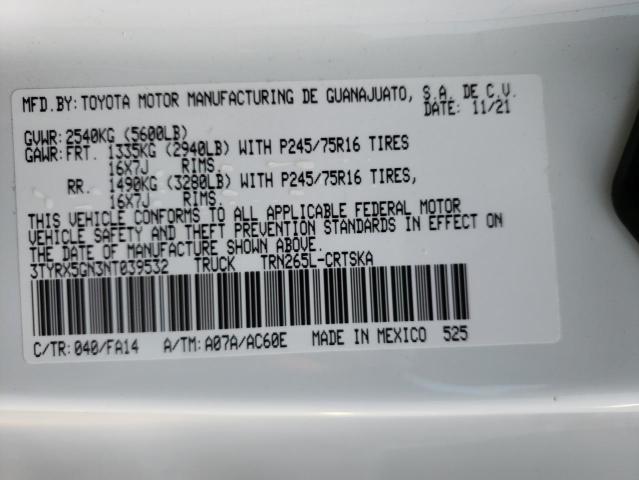 MFD.BY: TOYOTA MOTOR MANUFACTURING DE GUANAJUATO, S.A. DE C.V.
DATE: 11/21
GVWR: 2540KG (5600LB)
GAWR: FRT. 1335KG (2940LB) WITH P245/75R16 TIRES
16X7J RIMS.
RR. 1490KG (3280LB) WITH P245/75R16 TIRES,
16X7J RIMS.
THIS VEHICLE CONFORMS TO ALL APPLICABLE FEDERAL MOTOR
VEHICLE SAFETY AND THEFT PREVENTION STANDARDS IN EFFECT ON
THE DATE OF MANUFACTURE SHOWN ABOVE.
3TYRX5GN3NT039532 TRUCK TRN265L-CRTSKA
C/TR: 040/FA14 A/TM: A07A/AC60E MADE IN MEXICO 525